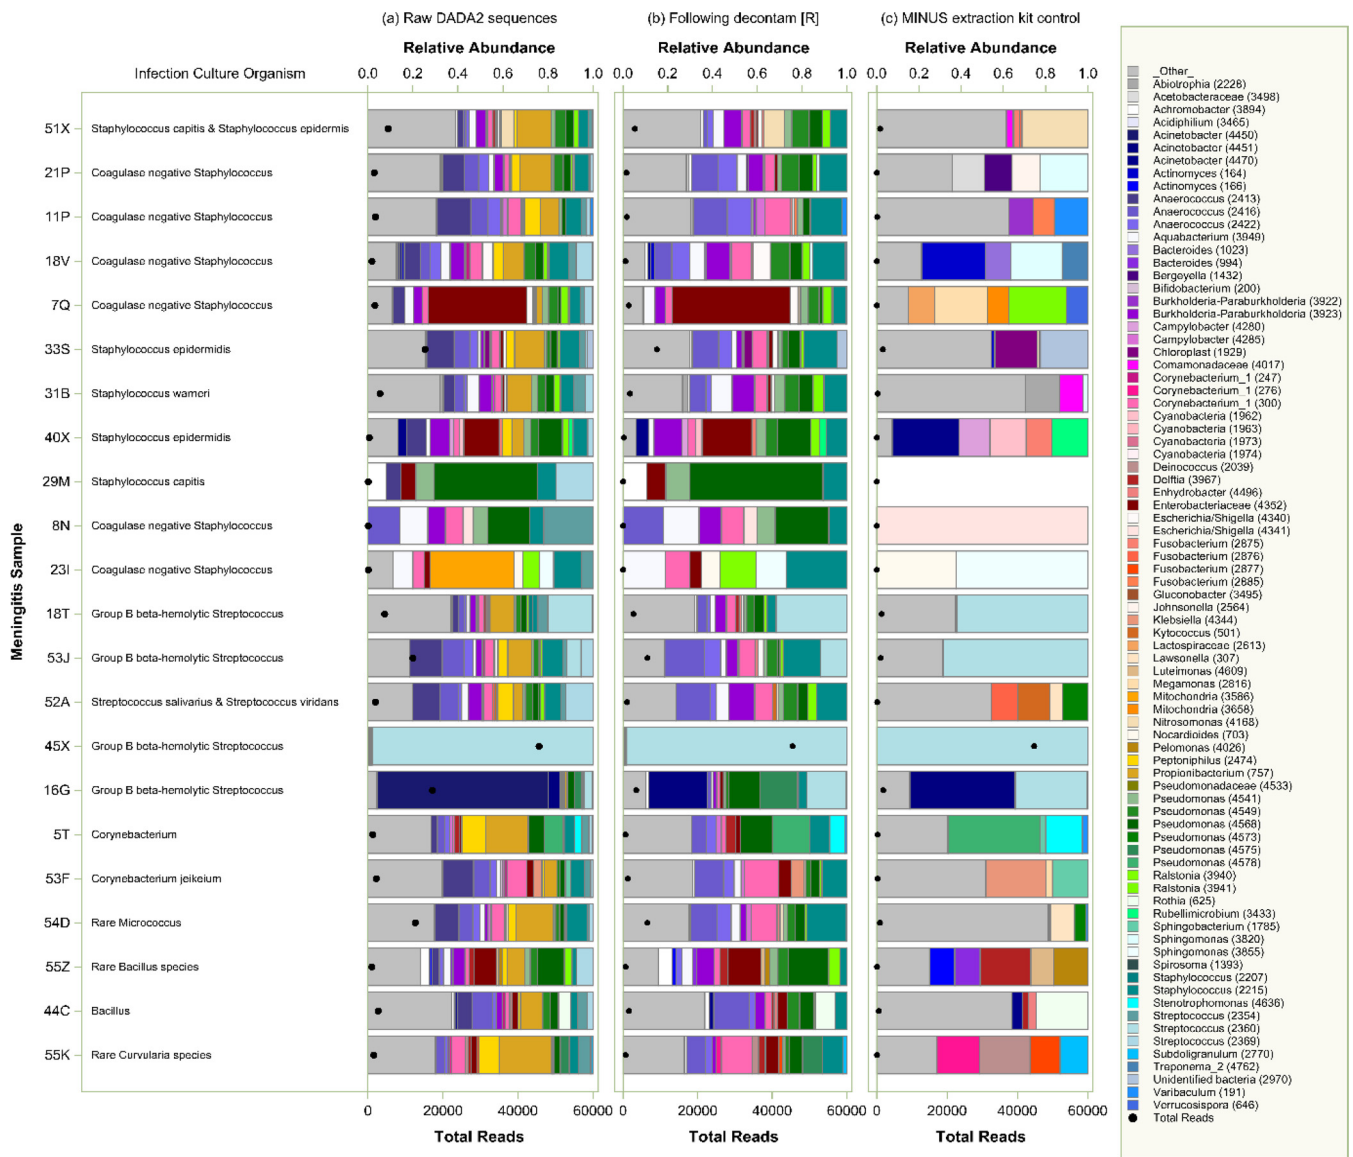 (a) Raw DADA2 sequences
(b) Following decontam [R]
(c) MINUS extraction kit control
Relative Abundance
Relative Abundance
Relative Abundance
Infection Culture Organism
0.0 0.2 0.4 0.6 0.8 1.0
0.0 0.2 0.4 0.6 0.8 1.0
0.0 0.2 0.4 0.6 0.8 1.0
Meningitis Sample
51X Staphylococcus capitis & Staphylococcus epidermis
21P Coagulase negative Staphylococcus
11P Coagulase negative Staphylococcus
18V Coagulase negative Staphylococcus
7Q Coagulase negative Staphylococcus
33S Staphylococcus epidermidis
31B Staphylococcus warneri
40X Staphylococcus epidermidis
29M Staphylococcus capitis
8N Coagulase negative Staphylococcus
23I Coagulase negative Staphylococcus
18T Group B beta-hemolytic Streptococcus
53J Group B beta-hemolytic Streptococcus
52A Streptococcus salivarius & Streptococcus viridans
45X Group B beta-hemolytic Streptococcus
16G Group B beta-hemolytic Streptococcus
5T Corynebacterium
53F Corynebacterium jeikeium
54D Rare Micrococcus
55Z Rare Bacillus species
44C Bacillus
55K Rare Curvularia species
0 20000 40000 60000
0 20000 40000 60000
0 20000 40000 60000
Total Reads
Total Reads
Total Reads
_Other_
Abiotrophia (2228)
Acetobacteraceae (3498)
Achromobacter (3894)
Acidiphilium (3465)
Acinetobacter (4450)
Acinetobacter (4451)
Acinetobacter (4470)
Actinomyces (164)
Actinomyces (166)
Anaerococcus (2413)
Anaerococcus (2416)
Anaerococcus (2422)
Aquabacterium (3949)
Bacteroides (1023)
Bacteroides (994)
Bergeyella (1432)
Bifidobacterium (200)
Burkholderia-Paraburkholderia (3922)
Burkholderia-Paraburkholderia (3923)
Campylobacter (4280)
Campylobacter (4285)
Chloroplast (1929)
Comamonadaceae (4017)
Corynebacterium_1 (247)
Corynebacterium_1 (276)
Corynebacterium_1 (300)
Cyanobacteria (1962)
Cyanobacteria (1963)
Cyanobacteria (1973)
Cyanobacteria (1974)
Deinococcus (2039)
Delftia (3967)
Enhydrobacter (4496)
Enterobacteriaceae (4352)
Escherichia/Shigella (4340)
Escherichia/Shigella (4341)
Fusobacterium (2875)
Fusobacterium (2876)
Fusobacterium (2877)
Fusobacterium (2885)
Gluconobacter (3495)
Johnsonella (2564)
Klebsiella (4344)
Kytococcus (501)
Lactospiraceae (2613)
Lawsonella (307)
Luteimonas (4609)
Megamonas (2816)
Mitochondria (3586)
Mitochondria (3658)
Nitrosomonas (4168)
Nocardioides (703)
Pelomonas (4026)
Peptoniphilus (2474)
Propionibacterium (757)
Pseudomonadaceae (4533)
Pseudomonas (4541)
Pseudomonas (4549)
Pseudomonas (4568)
Pseudomonas (4573)
Pseudomonas (4575)
Pseudomonas (4578)
Ralstonia (3940)
Ralstonia (3941)
Rothia (625)
Rubellimicrobium (3433)
Sphingobacterium (1785)
Sphingomonas (3820)
Sphingomonas (3855)
Spirosoma (1393)
Staphylococcus (2207)
Staphylococcus (2215)
Stenotrophomonas (4636)
Streptococcus (2354)
Streptococcus (2360)
Streptococcus (2369)
Subdoligranulum (2770)
Treponema_2 (4762)
Unidentified bacteria (2970)
Varibaculum (191)
Verrucosispora (646)
Total Reads